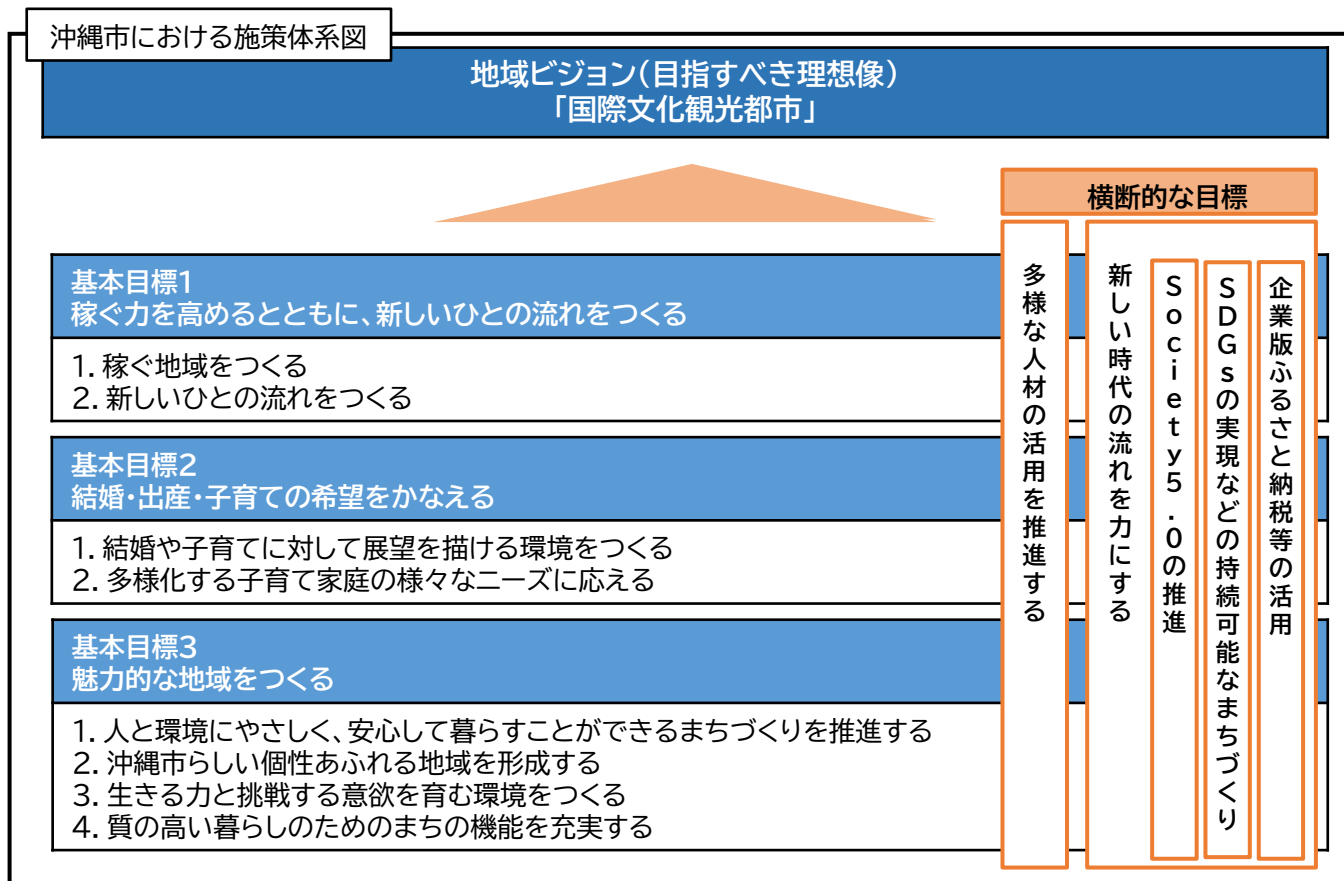 沖縄市における施策体系図
地域ビジョン(目指すべき理想像)
「国際文化観光都市」
横断的な目標
基本目標1
稼ぐ力を高めるとともに、新しいひとの流れをつくる
1. 稼ぐ地域をつくる
2. 新しいひとの流れをつくる
基本目標2
結婚・出産・子育ての希望をかなえる
1. 結婚や子育てに対して展望を描ける環境をつくる
2. 多様化する子育て家庭の様々なニーズに応える
基本目標3
魅力的な地域をつくる
1. 人と環境にやさしく、安心して暮らすことができるまちづくりを推進する
2. 沖縄市らしい個性あふれる地域を形成する
3. 生きる力と挑戦する意欲を育む環境をつくる
4. 質の高い暮らしのためのまちの機能を充実する
多様な人材の活用を推進する
新しい時代の流れを力にする
Society5.0の推進
SDGsの実現などの持続可能なまちづくり
企業版ふるさと納税等の活用